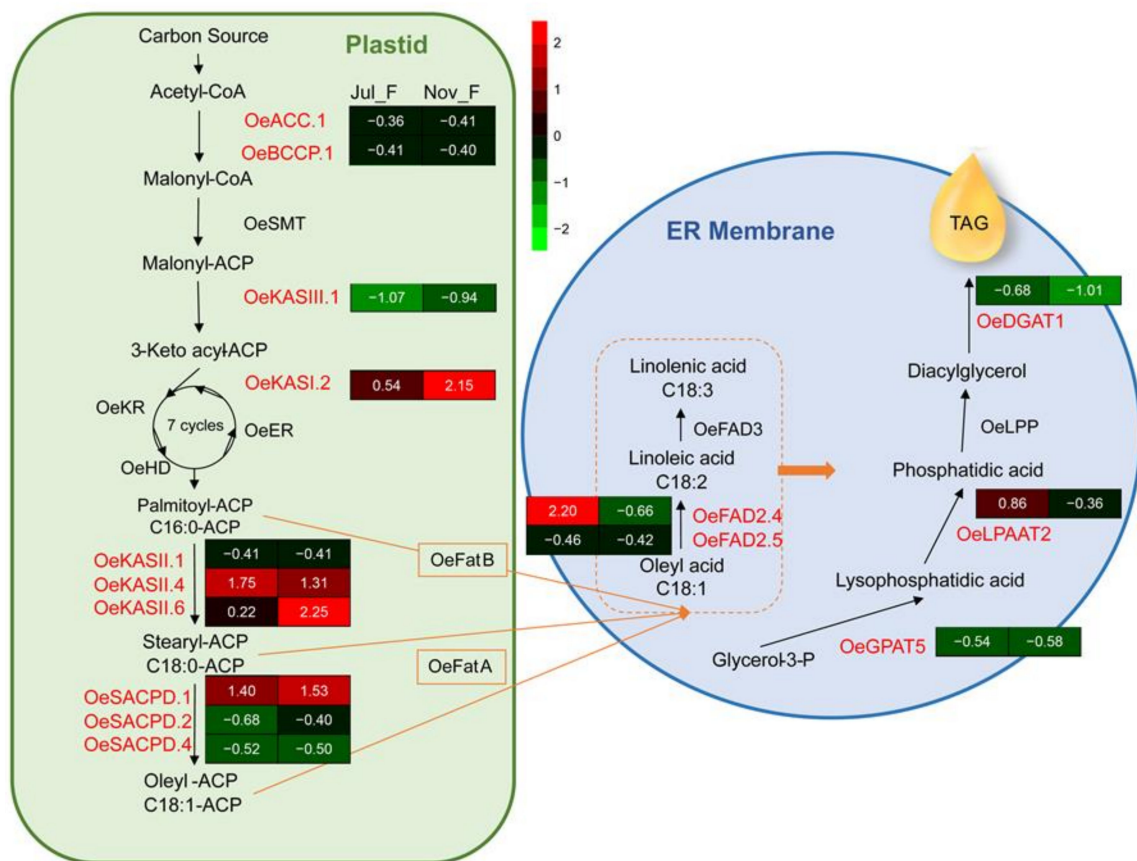 Carbon Source
Plastid
Acetyl-CoA
Jul_F Nov_F
OeACC.1 −0.36 −0.41
OeBCCP.1 −0.41 −0.40
Malonyl-CoA
OeSMT
Malonyl-ACP
OeKASIII.1 −1.07 −0.94
3-Keto acyl-ACP
OeKASI.2 0.54 2.15
OeKR
7 cycles
OeER
OeHD
Palmitoyl-ACP
C16:0-ACP
OeKASII.1 −0.41 −0.41
OeKASII.4 1.75 1.31
OeKASII.6 0.22 2.25
Stearyl-ACP
C18:0-ACP
OeSACPD.1 1.40 1.53
OeSACPD.2 −0.68 −0.40
OeSACPD.4 −0.52 −0.50
Oleyl -ACP
C18:1-ACP
OeFatB
OeFatA
2
1
0
−1
−2
ER Membrane
TAG
−0.68 −1.01
OeDGAT1
Diacylglycerol
OeLPP
Phosphatidic acid
0.86 −0.36
OeLPAAT2
Lysophosphatidic acid
OeGPAT5 −0.54 −0.58
Glycerol-3-P
Linolenic acid
C18:3
OeFAD3
Linoleic acid
C18:2
2.20 −0.66 OeFAD2.4
−0.46 −0.42 OeFAD2.5
Oleyl acid
C18:1